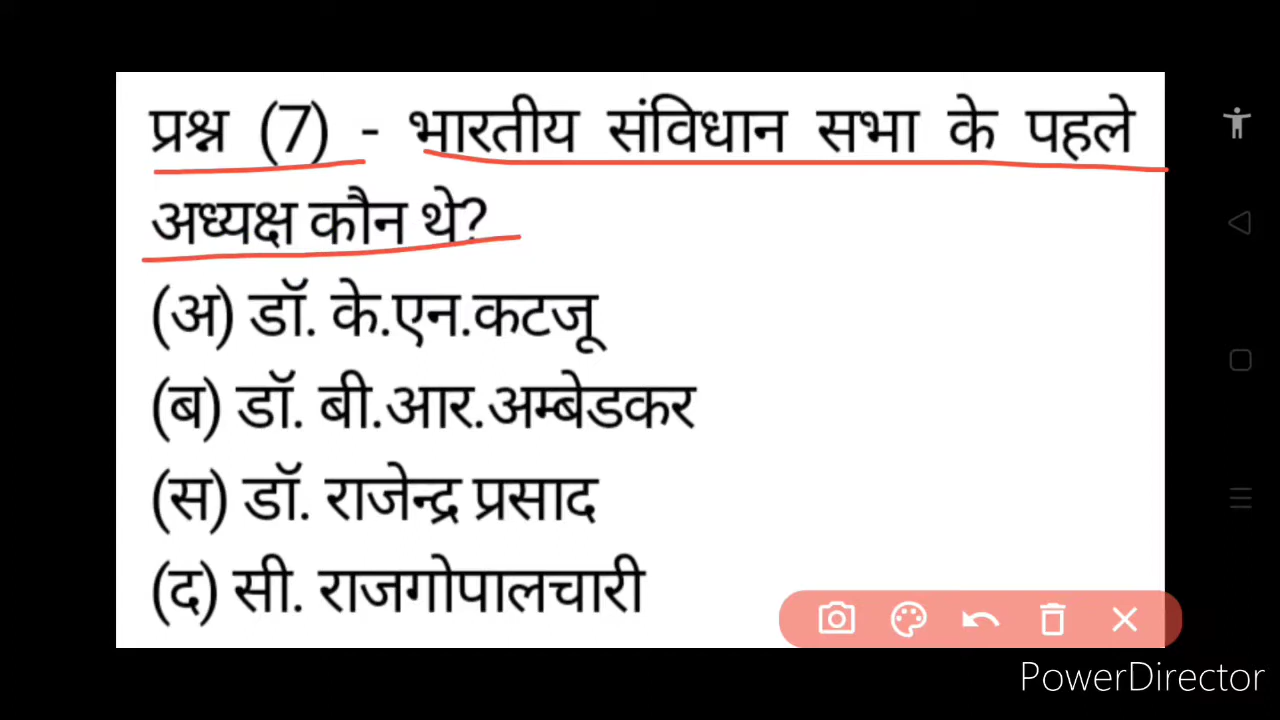 प्रश्न (7) - भारतीय संविधान सभा के पहले
अध्यक्ष कौन थे?
(अ) डॉ. के.एन.कटजू
(ब) डॉ. बी.आर.अम्बेडकर
(स) डॉ. राजेन्द्र प्रसाद
(द) सी. राजगोपालचारी
PowerDirector